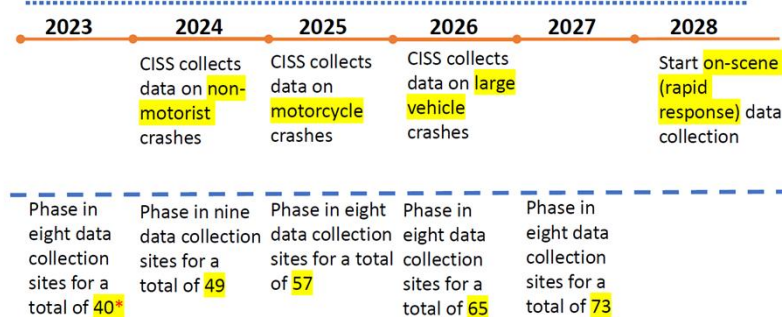 2023 2024 2025 2026 2027 2028
CISS collects
data on non-
motorist
crashes
CISS collects
data on
motorcycle
crashes
CISS collects
data on large
vehicle
crashes
Start on-scene
(rapid
response) data
collection
Phase in
eight data
collection
sites for a
total of 40*
Phase in nine
data collection
sites for a
total of 49
Phase in eight
data collection
sites for a total
of 57
Phase in
eight data
collection
sites for a
total of 65
Phase in
eight data
collection
sites for a
total of 73